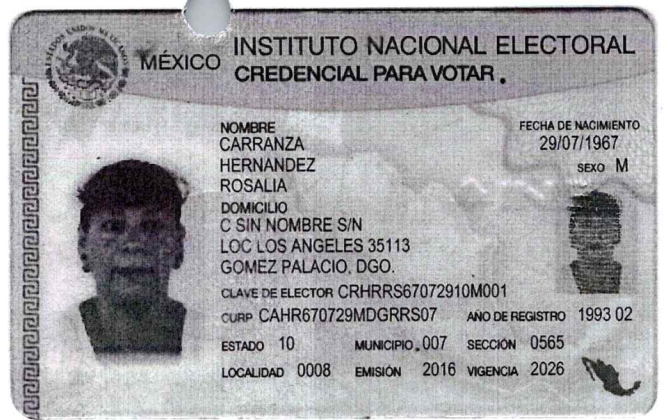 MÉXICO INSTITUTO NACIONAL ELECTORAL
CREDENCIAL PARA VOTAR
NOMBRE
CARRANZA
HERNANDEZ
ROSALIA
FECHA DE NACIMIENTO
29/07/1967
SEXO M
DOMICILIO
C SIN NOMBRE S/N
LOC LOS ANGELES 35113
GOMEZ PALACIO, DGO.
CLAVE DE ELECTOR CRHRRS67072910M001
CURP CAHR670729MDGRRS07 AÑO DE REGISTRO 1993 02
ESTADO 10 MUNICIPIO 007 SECCIÓN 0565
LOCALIDAD 0008 EMISIÓN 2016 VIGENCIA 2026